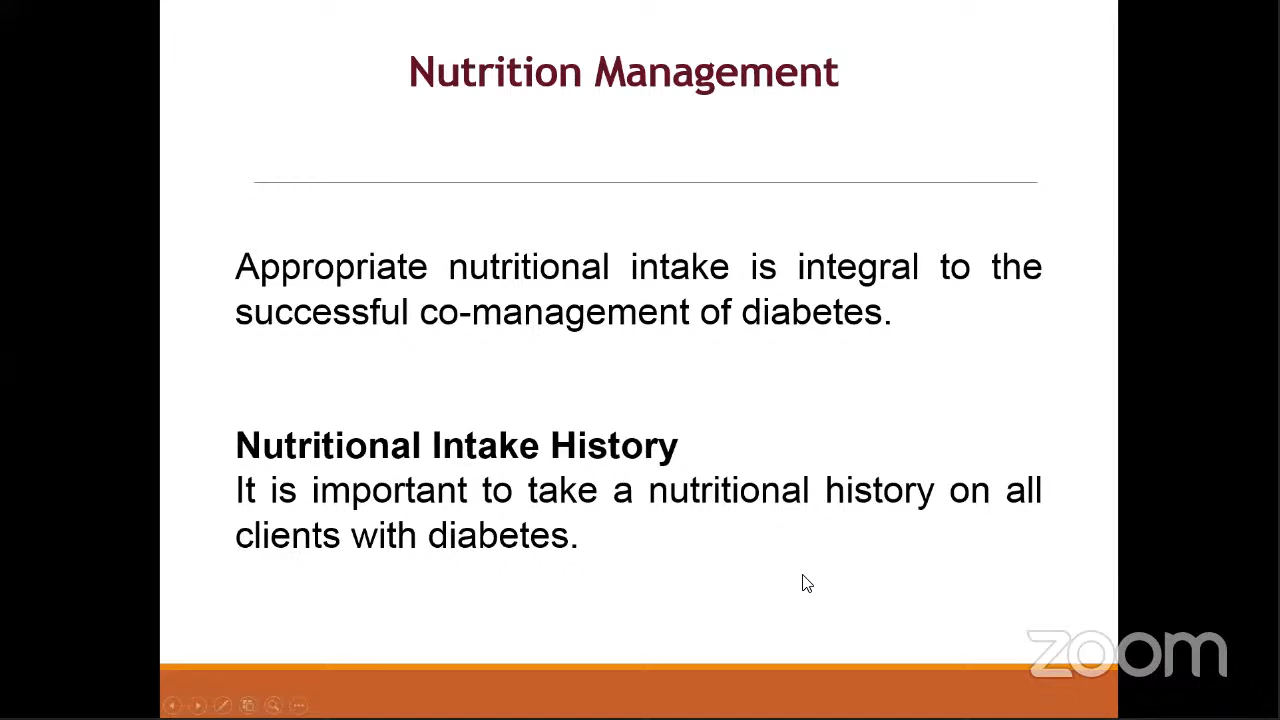 Nutrition Management
Appropriate nutritional intake is integral to the
successful co-management of diabetes.
Nutritional Intake History
It is important to take a nutritional history on all
clients with diabetes.
zoom